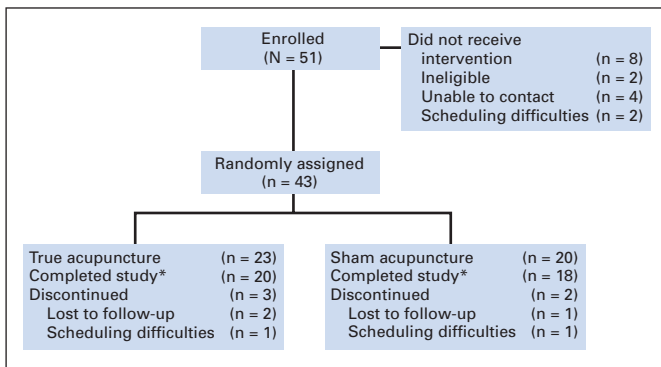 Enrolled
(N = 51)
Did not receive
intervention (n = 8)
Ineligible (n = 2)
Unable to contact (n = 4)
Scheduling difficulties (n = 2)
Randomly assigned
(n = 43)
True acupuncture (n = 23)
Completed study* (n = 20)
Discontinued (n = 3)
Lost to follow-up (n = 2)
Scheduling difficulties (n = 1)
Sham acupuncture (n = 20)
Completed study* (n = 18)
Discontinued (n = 2)
Lost to follow-up (n = 1)
Scheduling difficulties (n = 1)